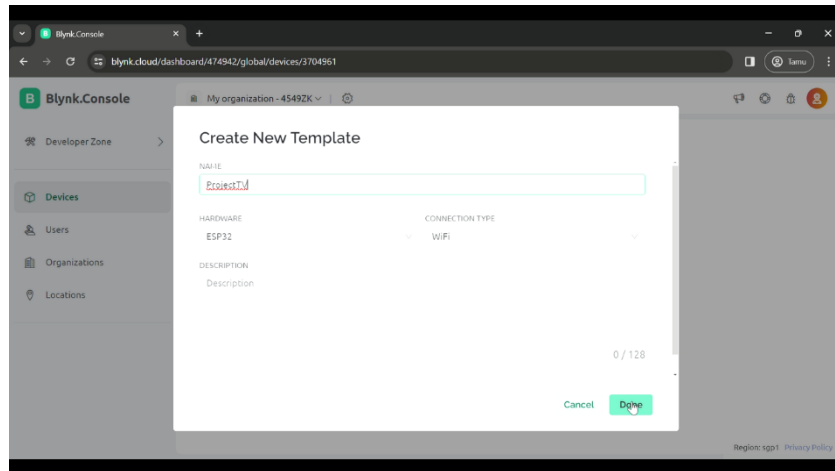 Blynk.Console
blynk.cloud/dashboard/474942/global/devices/3704961
Tamu
B Blynk.Console
My organization - 4549ZK
Developer Zone
Devices
Users
Organizations
Locations
Create New Template
NAME
ProjectTV
HARDWARE
CONNECTION TYPE
ESP32
WiFi
DESCRIPTION
Description
0 / 128
Cancel
Done
Region: sgp1 Privacy Policy